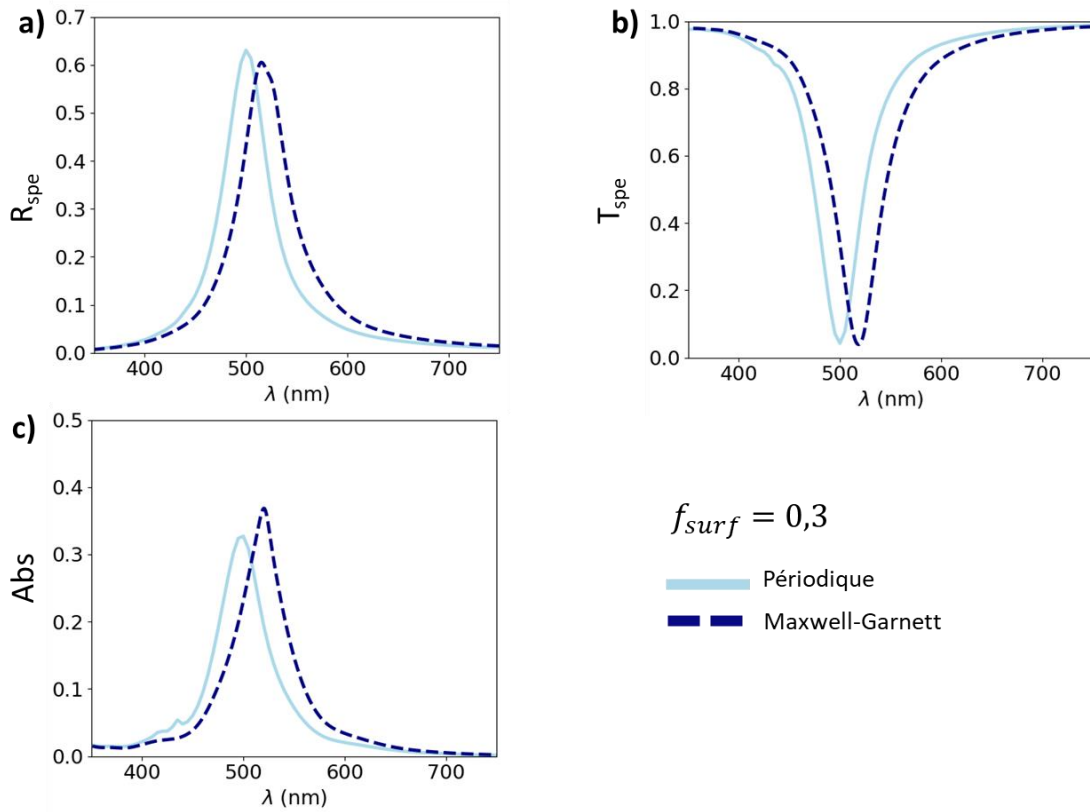 a)
0.7
0.6
0.5
0.4
0.3
0.2
0.1
0.0
R_spe
400 500 600 700
λ (nm)
b)
1.0
0.8
0.6
0.4
0.2
0.0
T_spe
400 500 600 700
λ (nm)
c)
0.5
0.4
0.3
0.2
0.1
0.0
Abs
400 500 600 700
λ (nm)
f_surf = 0,3
Périodique
Maxwell-Garnett